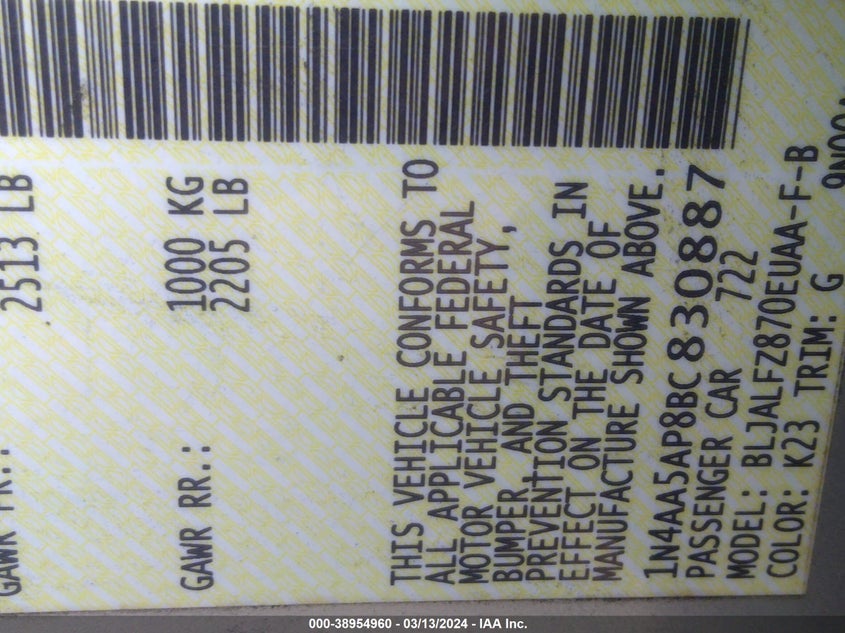 GAWR FR.: 2513 LB
GAWR RR.: 1000 KG
2205 LB
THIS VEHICLE CONFORMS TO
ALL APPLICABLE FEDERAL
MOTOR VEHICLE SAFETY,
BUMPER, AND THEFT
PREVENTION STANDARDS IN
EFFECT ON THE DATE OF
MANUFACTURE SHOWN ABOVE.
1N4AA5AP8BC830887
PASSENGER CAR 722
MODEL: BLJALFZ870EUAA-F-B
COLOR: K23 TRIM: G
000-38954960 - 03/13/2024 - IAA Inc.